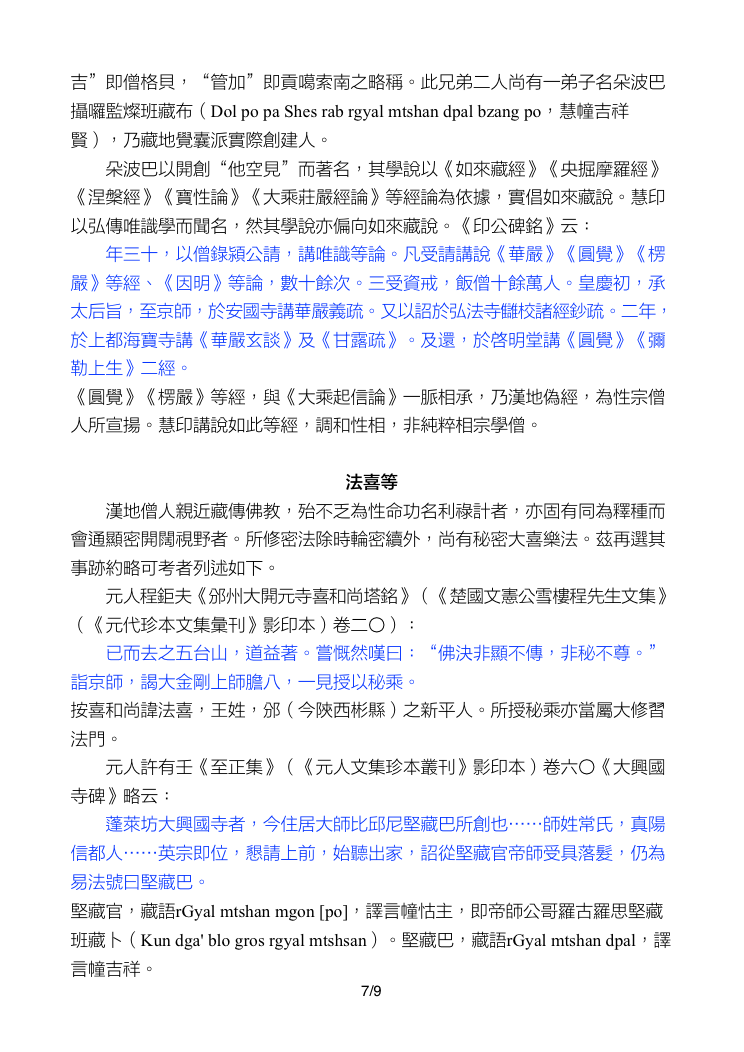 吉”即僧格貝，“管加”即貢噶索南之略稱。此兄弟二人尚有一弟子名朵波巴
攝囉監燦班藏布（Dol po pa Shes rab rgyal mtshan dpal bzang po，慧幢吉祥
賢），乃藏地覺囊派實際創建人。
朵波巴以開創“他空見”而著名，其學說以《如來藏經》《央掘摩羅經》
《涅槃經》《寶性論》《大乘莊嚴經論》等經論為依據，實倡如來藏說。慧印
以弘傳唯識學而聞名，然其學說亦偏向如來藏說。《印公碑銘》云：
年三十，以僧錄潁公請，講唯識等論。凡受請講說《華嚴》《圓覺》《楞
嚴》等經、《因明》等論，數十餘次。三受資戒，飯僧十餘萬人。皇慶初，承
太后旨，至京師，於安國寺講華嚴義疏。又以詔於弘法寺讎校諸經鈔疏。二年，
於上都海寶寺講《華嚴玄談》及《甘露疏》。及還，於啓明堂講《圓覺》《彌
勒上生》二經。
《圓覺》《楞嚴》等經，與《大乘起信論》一脈相承，乃漢地偽經，為性宗僧
人所宣揚。慧印講說如此等經，調和性相，非純粹相宗學僧。
法喜等
漢地僧人親近藏傳佛教，殆不乏為性命功名利祿計者，亦固有同為釋種而
會通顯密開闊視野者。所修密法除時輪密續外，尚有秘密大喜樂法。茲再選其
事跡約略可考者列述如下。
元人程鉅夫《邠州大開元寺喜和尚塔銘》（《楚國文憲公雪樓程先生文集》
（《元代珍本文集彙刊》影印本）卷二〇）：
已而去之五台山，道益著。嘗慨然嘆曰：“佛決非顯不傳，非秘不尊。”
詣京師，謁大金剛上師膽八，一見授以秘乘。
按喜和尚諱法喜，王姓，邠（今陝西彬縣）之新平人。所授秘乘亦當屬大修習
法門。
元人許有壬《至正集》（《元人文集珍本叢刊》影印本）卷六〇《大興國
寺碑》略云：
蓬萊坊大興國寺者，今住居大師比邱尼堅藏巴所創也……師姓常氏，真陽
信都人……英宗即位，懇請上前，始聽出家，詔從堅藏官帝師受具落髮，仍為
易法號曰堅藏巴。
堅藏官，藏語rGyal mtshan mgon [po]，譯言幢怙主，即帝師公哥羅古羅思堅藏
班藏卜（Kun dga' blo gros rgyal mtshsan）。堅藏巴，藏語rGyal mtshan dpal，譯
言幢吉祥。
7/9